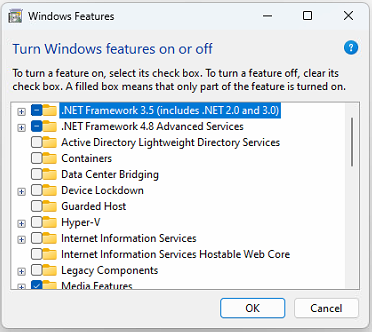 Windows Features
Turn Windows features on or off
?
To turn a feature on, select its check box. To turn a feature off, clear its
check box. A filled box means that only part of the feature is turned on.
.NET Framework 3.5 (includes .NET 2.0 and 3.0)
.NET Framework 4.8 Advanced Services
Active Directory Lightweight Directory Services
Containers
Data Center Bridging
Device Lockdown
Guarded Host
Hyper-V
Internet Information Services
Internet Information Services Hostable Web Core
Legacy Components
Media Features
OK Cancel